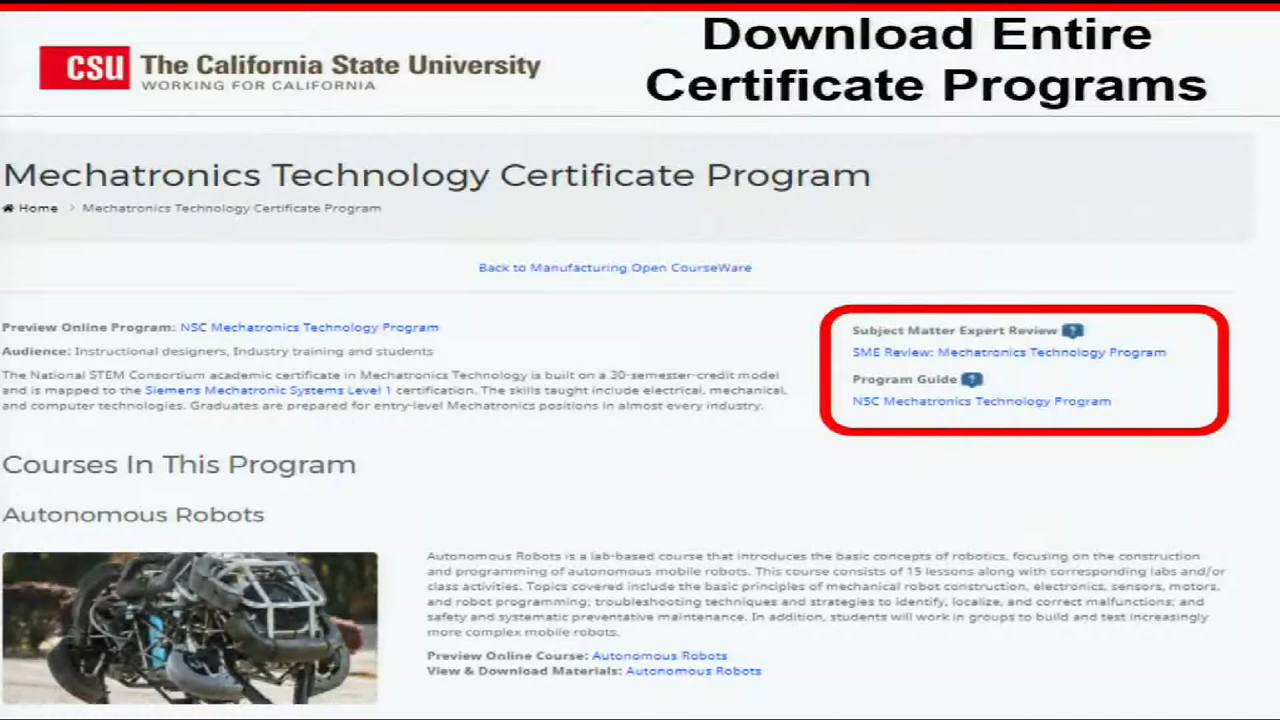 CSU The California State University
WORKING FOR CALIFORNIA
Download Entire
Certificate Programs
Mechatronics Technology Certificate Program
Home > Mechatronics Technology Certificate Program
Back to Manufacturing Open CourseWare
Preview Online Program: NSC Mechatronics Technology Program
Audience: Instructional designers, Industry training and students
The National STEM Consortium academic certificate in Mechatronics Technology is built on a 30-semester-credit model
and is mapped to the Siemens Mechatronic Systems Level 1 certification. The skills taught include electrical, mechanical,
and computer technologies. Graduates are prepared for entry-level Mechatronics positions in almost every industry.
Subject Matter Expert Review ?
SME Review: Mechatronics Technology Program
Program Guide ?
NSC Mechatronics Technology Program
Courses In This Program
Autonomous Robots
Autonomous Robots is a lab-based course that introduces the basic concepts of robotics, focusing on the construction
and programming of autonomous mobile robots. This course consists of 15 lessons along with corresponding labs and/or
class activities. Topics covered include the basic principles of mechanical robot construction, electronics, sensors, motors,
and robot programming; troubleshooting techniques and strategies to identify, localize, and correct malfunctions; and
safety and systematic preventative maintenance. In addition, students will work in groups to build and test increasingly
more complex mobile robots.
Preview Online Course: Autonomous Robots
View & Download Materials: Autonomous Robots